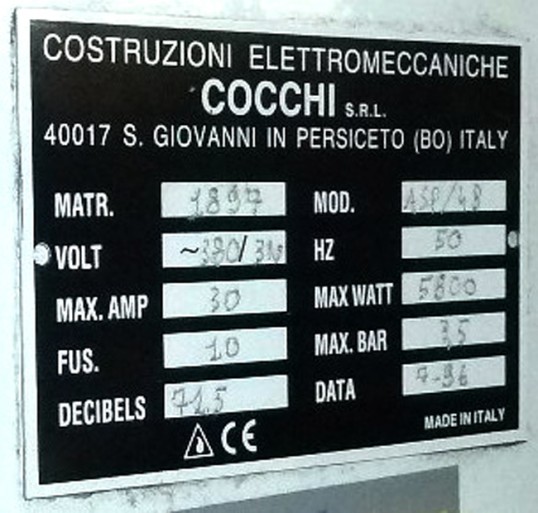 COSTRUZIONI ELETTROMECCANICHE
COCCHI S.R.L.
40017 S. GIOVANNI IN PERSICETO (BO) ITALY
MATR. 1897 MOD. ASP/4B
VOLT ~380/3N HZ 50
MAX. AMP 30 MAX WATT 5800
FUS. 10 MAX. BAR 3,5
DECIBELS 71.5 DATA 7-96
MADE IN ITALY
CE